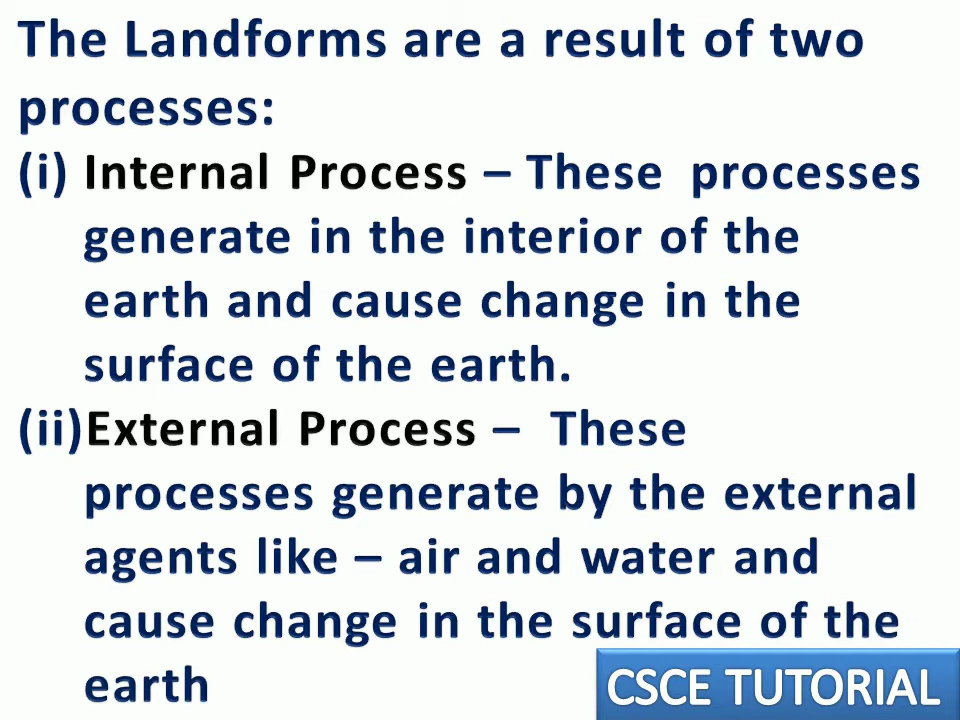 The Landforms are a result of two
processes:
(i) Internal Process – These processes
generate in the interior of the
earth and cause change in the
surface of the earth.
(ii)External Process – These
processes generate by the external
agents like – air and water and
cause change in the surface of the
earth
CSCE TUTORIAL